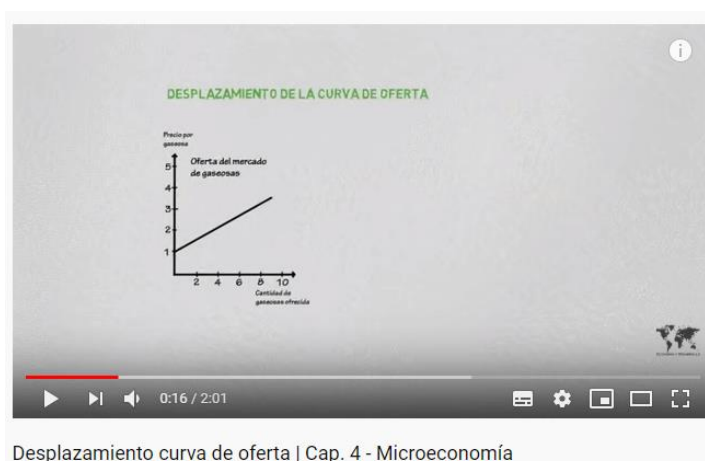 DESPLAZAMIENTO DE LA CURVA DE OFERTA
Precio por
gaseosa
Oferta del mercado
de gaseosas
5
4
3
2
1
2 4 6 8 10
Cantidad de
gaseosas ofrecida
0:16 / 2:01
Desplazamiento curva de oferta | Cap. 4 - Microeconomía